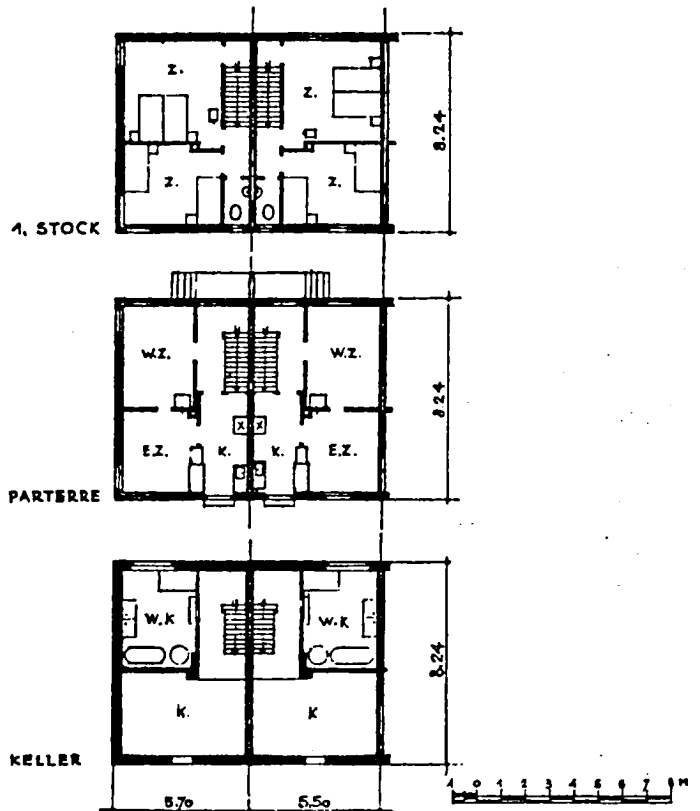 Z.
Z.
Z.
Z.
8.24
1. STOCK
W.Z.
W.Z.
E.Z.
K.
K.
E.Z.
8.24
PARTERRE
W.K
W.K
K.
K
8.24
KELLER
5.70
5.50
1 0 1 2 3 4 5 6 7 8 M